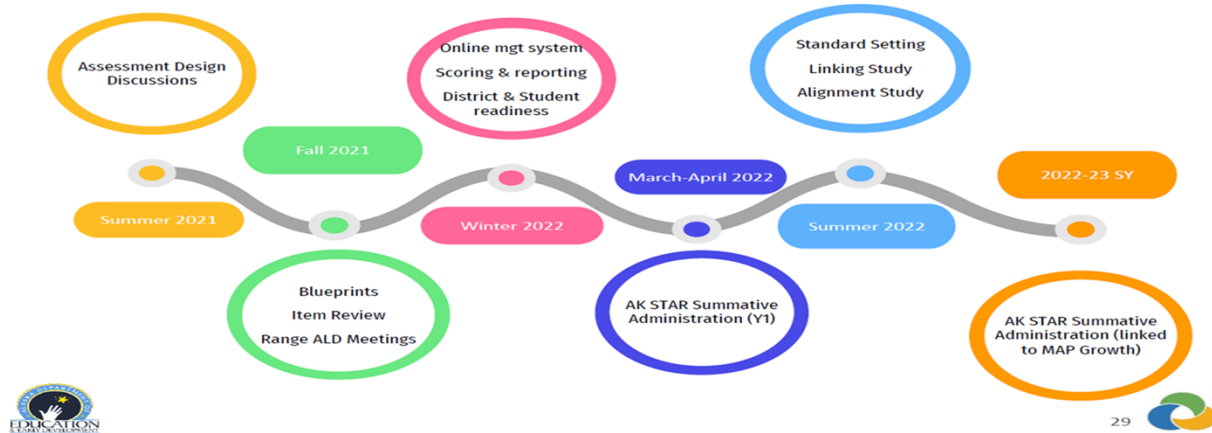 Assessment Design
Discussions
Summer 2021
Fall 2021
Blueprints
Item Review
Range ALD Meetings
Online mgt system
Scoring & reporting
District & Student
readiness
Winter 2022
March-April 2022
AK STAR Summative
Administration (Y1)
Standard Setting
Linking Study
Alignment Study
Summer 2022
2022-23 SY
AK STAR Summative
Administration (linked
to MAP Growth)
EDUCATION
& EARLY DEVELOPMENT
29